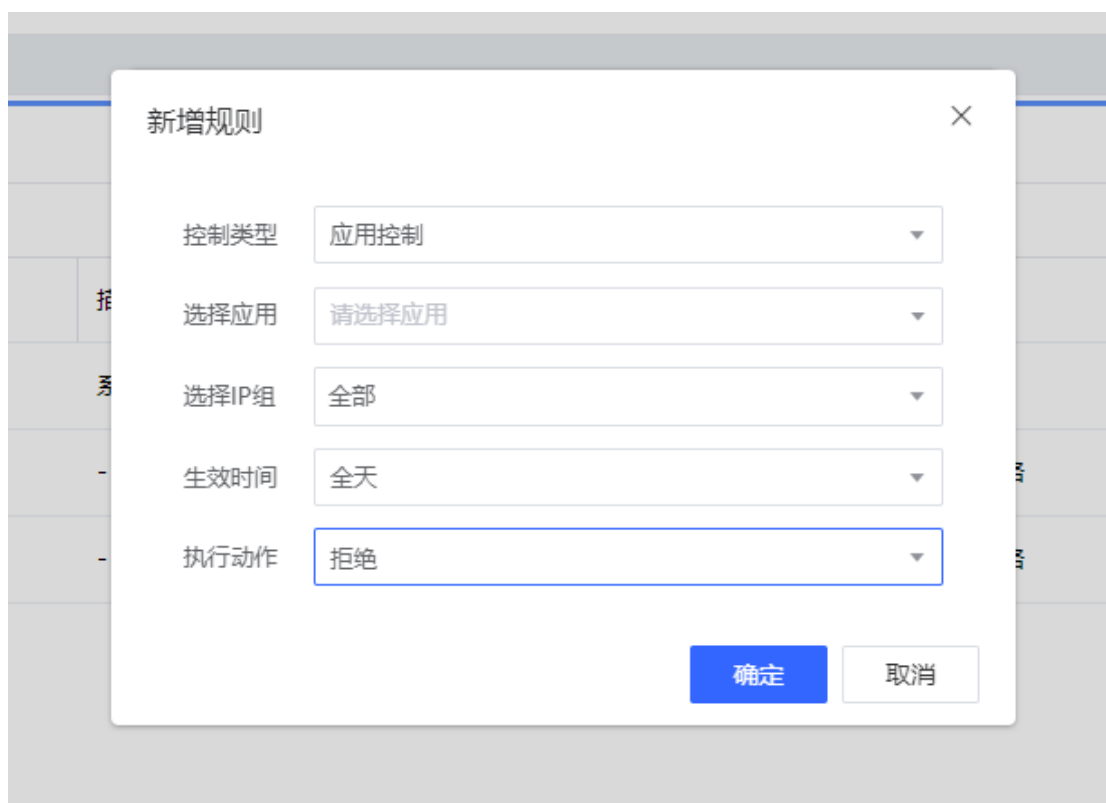 新增规则
控制类型 应用控制
选择应用 请选择应用
选择IP组 全部
生效时间 全天
执行动作 拒绝
确定 取消
-
-